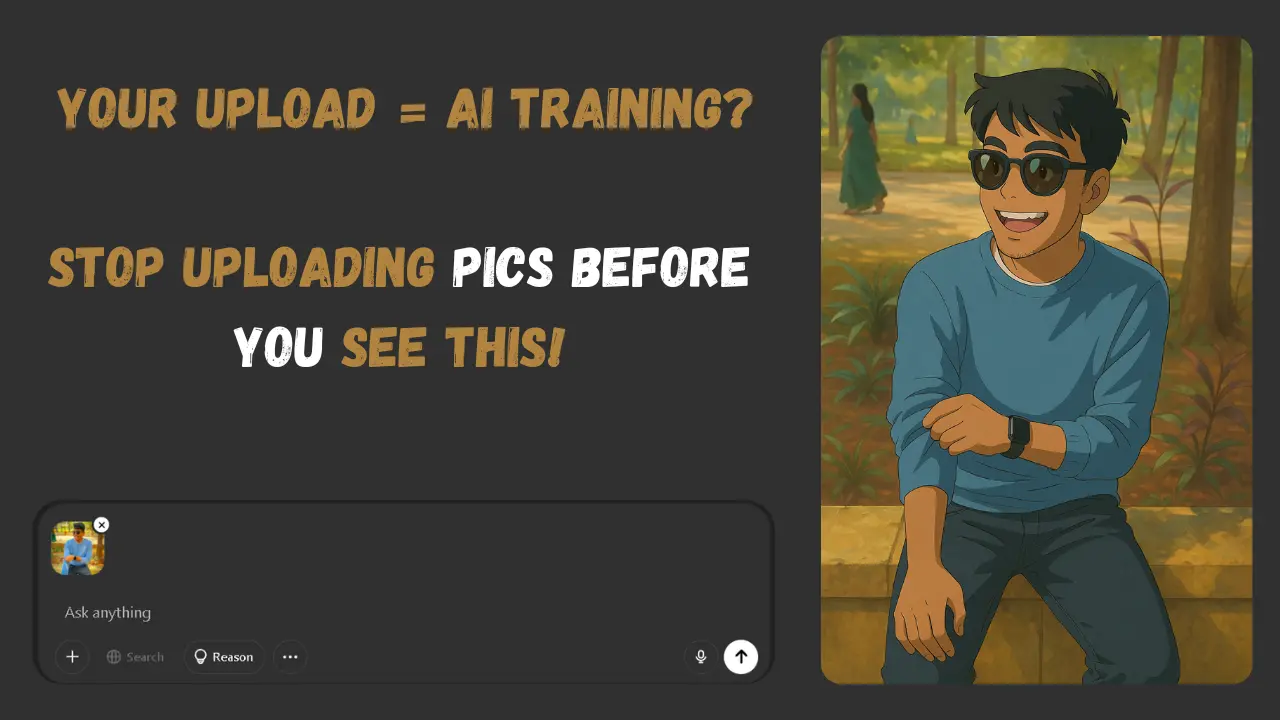 YOUR UPLOAD = AI TRAINING?
STOP UPLOADING PICS BEFORE
YOU SEE THIS!
Ask anything
Search
Reason